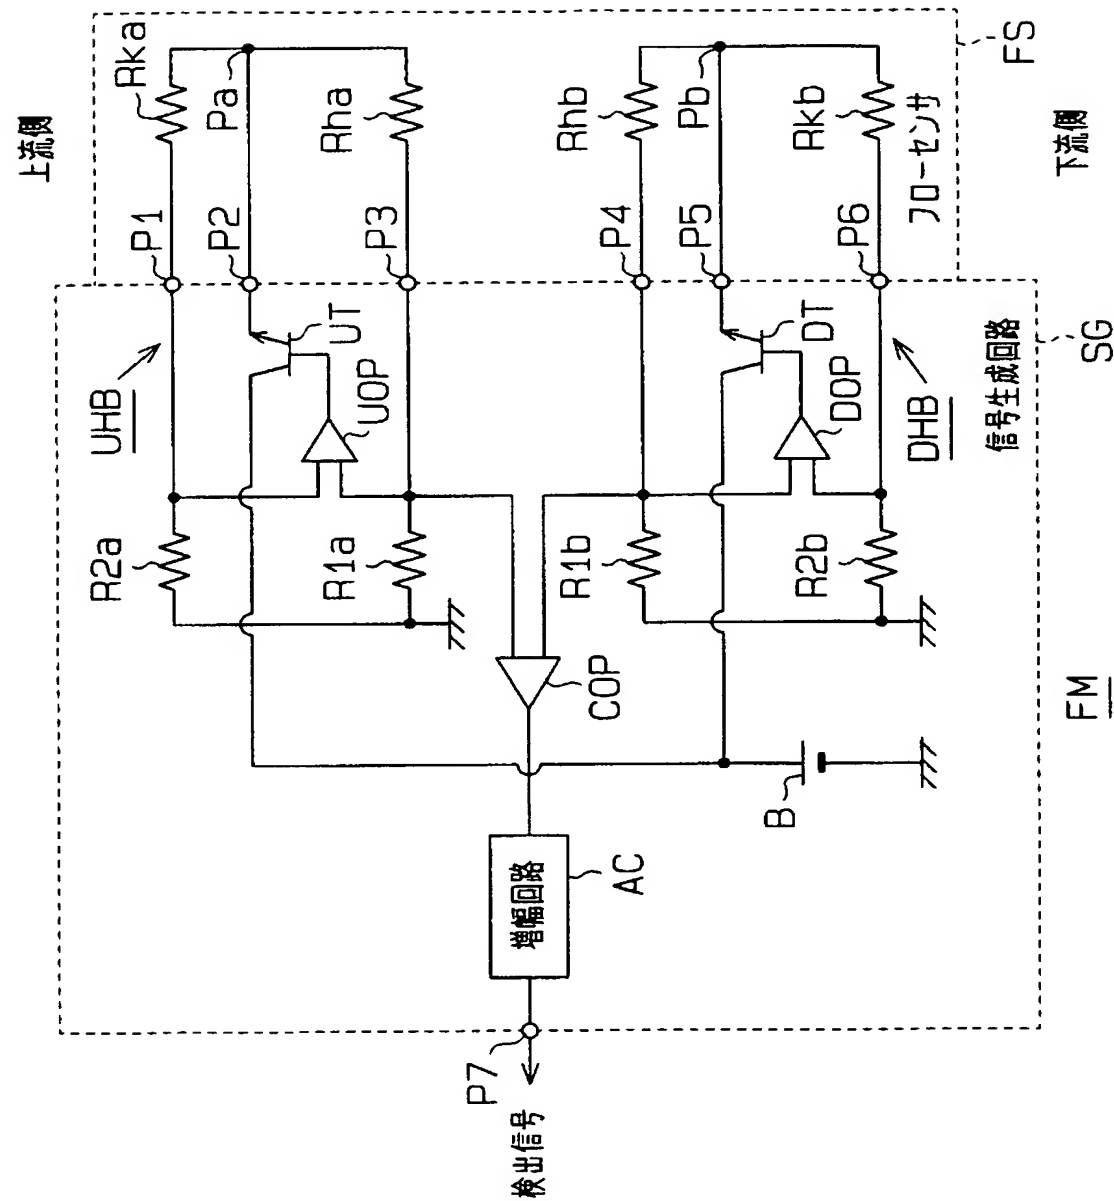 上流側
Rka
Pa
Rha
Rhb
Pb
Rkb
フローセンサ
FS
下流側
P1
P2
P3
P4
P5
P6
UHB
UT
UOP
DT
DOP
DHB
信号生成回路
SG
R2a
R1a
R1b
R2b
COP
FM
B
増幅回路
AC
P7
検出信号